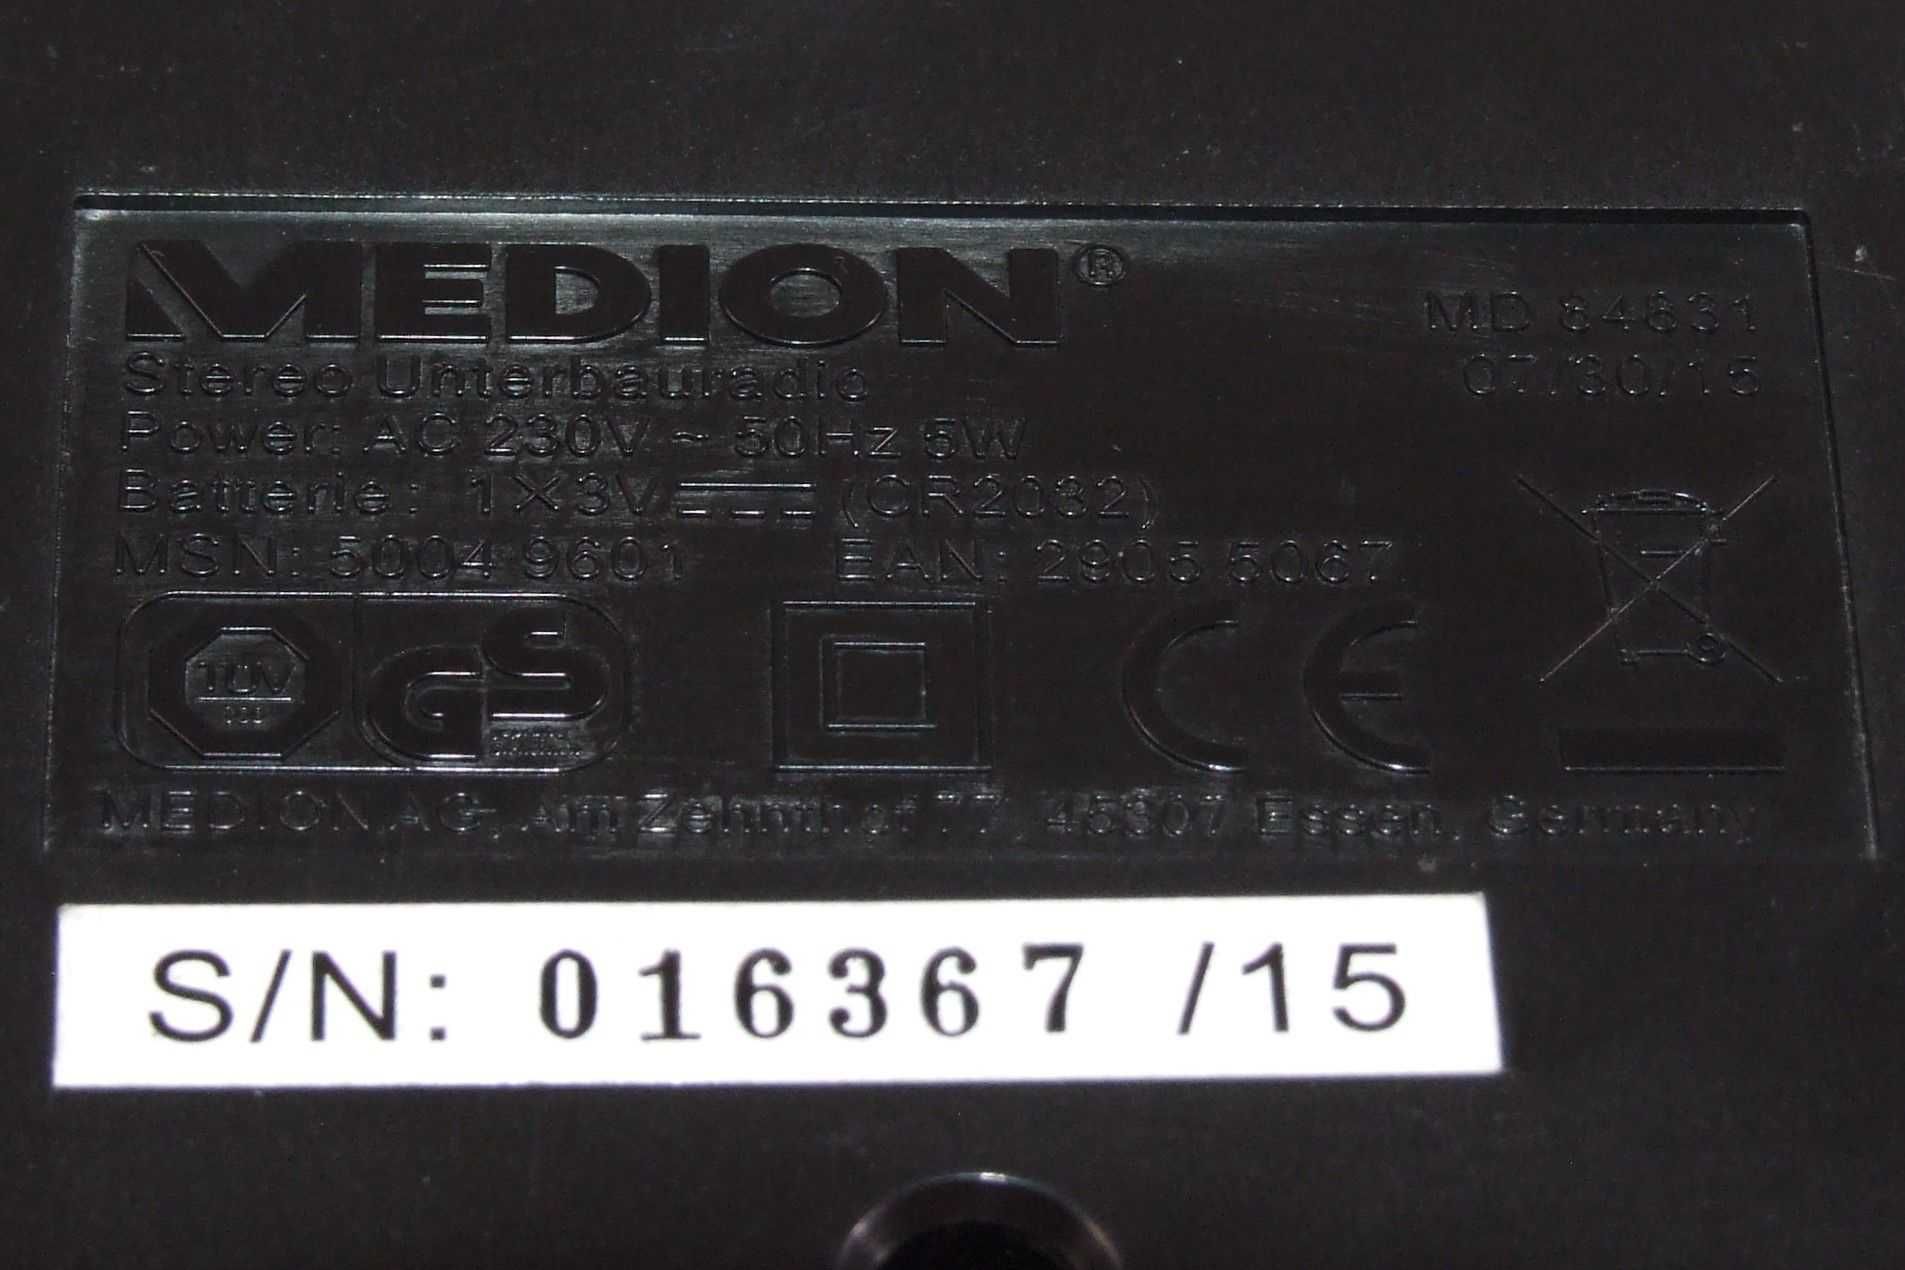 MEDION®
MD 84631
Stereo Unterbauradio
07/30/15
Power: AC 230V ~ 50Hz 5W
Batterie: 1X3V (CR2032)
MSN: 5004 9601 EAN: 2905 5067
TÜV
GS
CE
MEDION AG, Am Zehnthof 77, 45307 Essen, Germany
S/N: 016367 /15